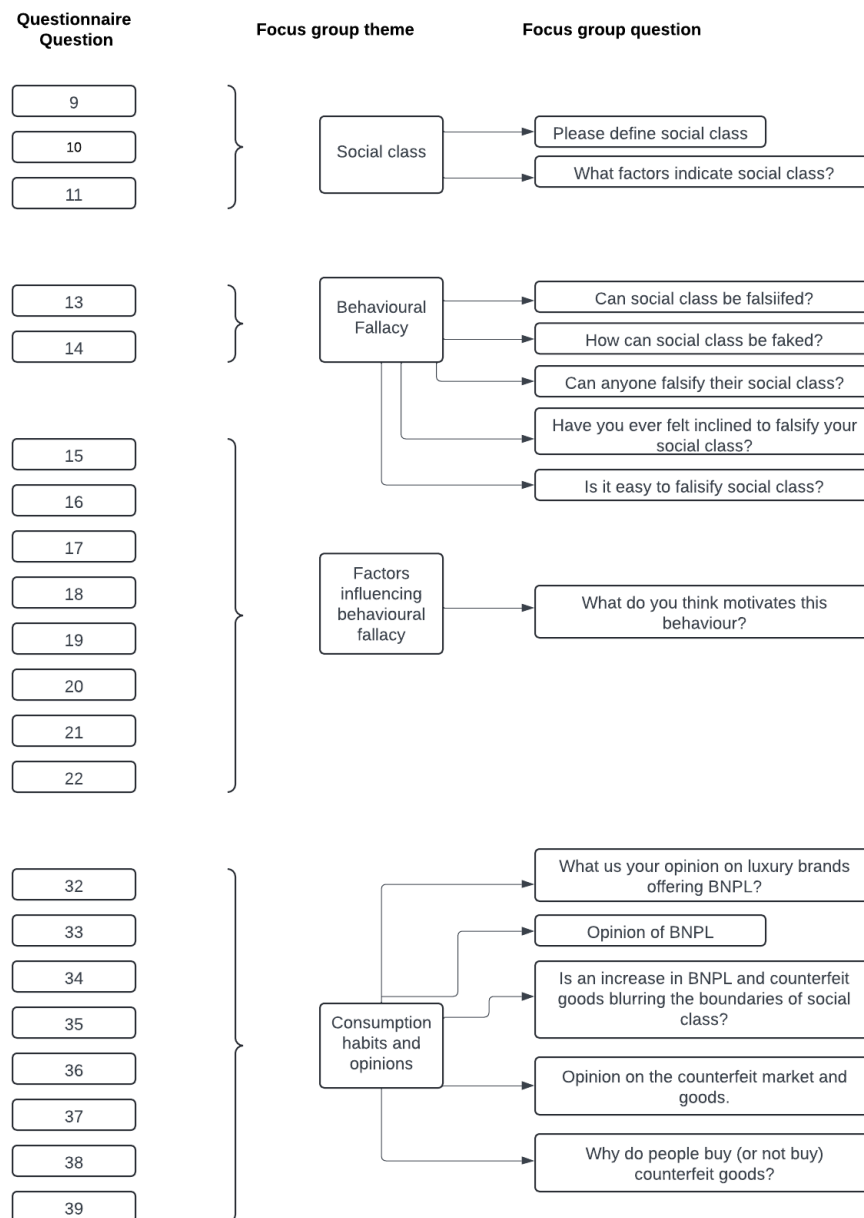 Questionnaire
Question
Focus group theme
Focus group question
9
10
11
Social class
Please define social class
What factors indicate social class?
13
14
Behavioural
Fallacy
Can social class be falsiifed?
How can social class be faked?
Can anyone falsify their social class?
Have you ever felt inclined to falsify your
social class?
Is it easy to falisify social class?
15
16
17
18
19
20
21
22
Factors
influencing
behavioural
fallacy
What do you think motivates this
behaviour?
32
33
34
35
36
37
38
39
Consumption
habits and
opinions
What us your opinion on luxury brands
offering BNPL?
Opinion of BNPL
Is an increase in BNPL and counterfeit
goods blurring the boundaries of social
class?
Opinion on the counterfeit market and
goods.
Why do people buy (or not buy)
counterfeit goods?